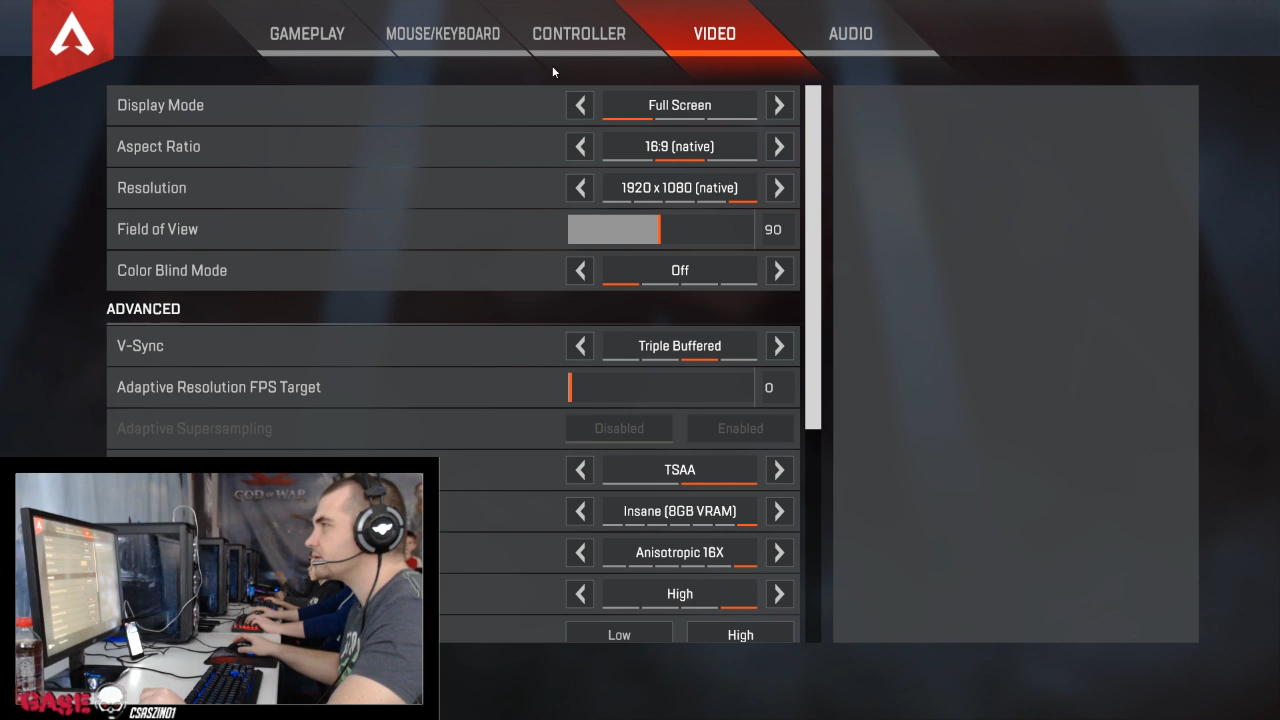 GAMEPLAY MOUSE/KEYBOARD CONTROLLER VIDEO AUDIO
Display Mode Full Screen
Aspect Ratio 16:9 (native)
Resolution 1920 x 1080 (native)
Field of View 90
Color Blind Mode Off
ADVANCED
V-Sync Triple Buffered
Adaptive Resolution FPS Target 0
Adaptive Supersampling Disabled Enabled
TSAA
Insane (8GB VRAM)
Anisotropic 16X
High
Low High
GOD OF WAR
CSASZIN01